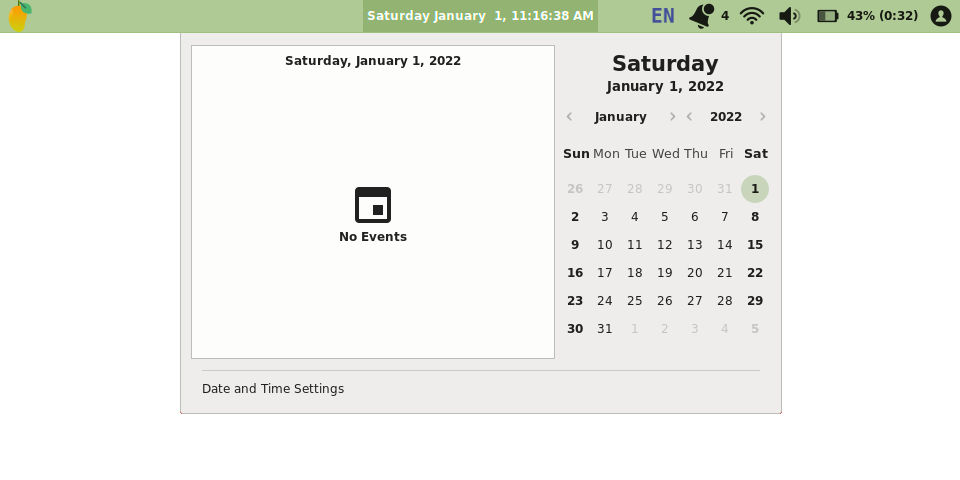 Saturday January  1, 11:16:38 AM EN 4 43% (0:32)
Saturday, January 1, 2022
No Events
Saturday
January 1, 2022
January 2022
Sun Mon Tue Wed Thu Fri Sat
26 27 28 29 30 31 1
2 3 4 5 6 7 8
9 10 11 12 13 14 15
16 17 18 19 20 21 22
23 24 25 26 27 28 29
30 31 1 2 3 4 5
Date and Time Settings